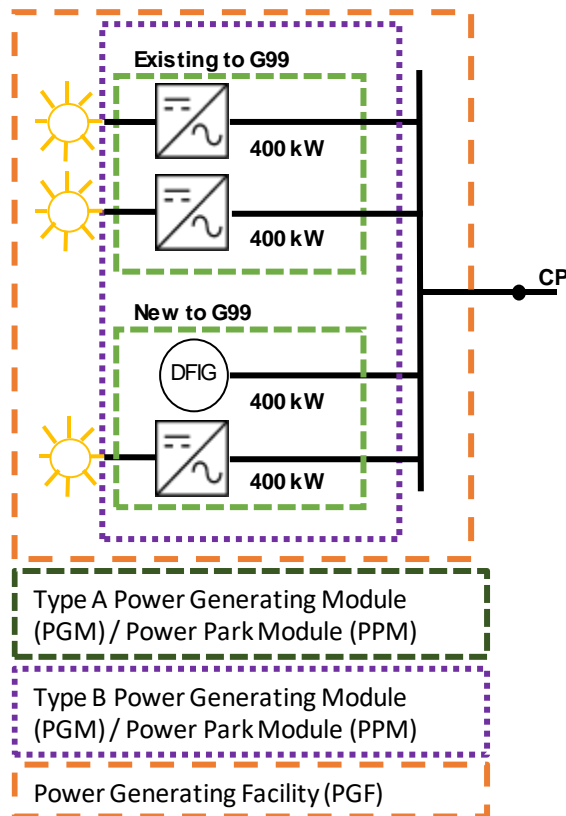 Existing to G99
400 kW
400 kW
CP
New to G99
DFIG
400 kW
400 kW
Type A Power Generating Module
(PGM) / Power Park Module (PPM)
Type B Power Generating Module
(PGM) / Power Park Module (PPM)
Power Generating Facility (PGF)